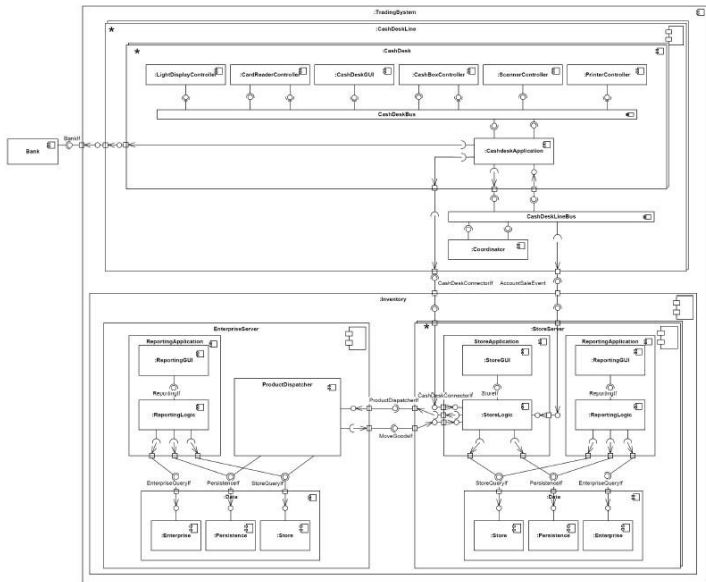 :TradingSystem
* :CashDeskLine
* :CashDesk
:LightDisplayController :CardReaderController :CashDeskGUI :CashBoxController :ScannerController :PrinterController
CashDeskBus
BankIf
Bank
:CashdeskApplication
CashDeskLineBus
:Coordinator
CashDeskConnectorIf AccountSaleEvent
:Inventory
EnterpriseServer * :StoreServer
ReportingApplication StoreApplication ReportingApplication
:ReportingGUI :StoreGUI :ReportingGUI
ProductDispatcher
ReportingIf ProductDispatcherIf CashDeskConnectorIf StoreIf ReportingIf
:ReportingLogic :StoreLogic :ReportingLogic
MoveGoodsIf
EnterpriseQueryIf PersistenceIf StoreQueryIf StoreQueryIf PersistenceIf EnterpriseQueryIf
:Data :Data
:Enterprise :Persistence :Store :Store :Persistence :Enterprise